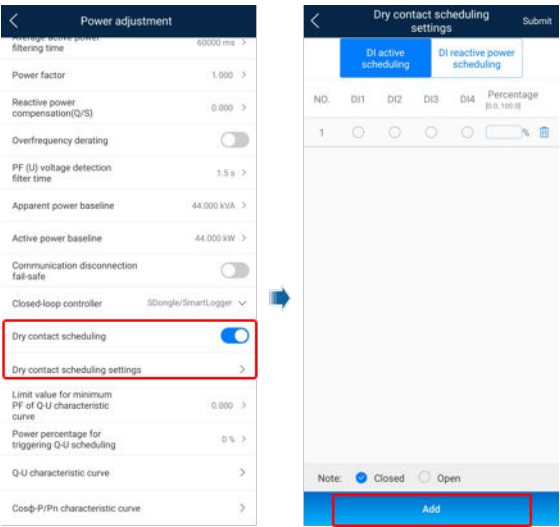 Power adjustment
Average active power
filtering time
60000 ms
Power factor
1.000
Reactive power
compensation(Q/S)
0.000
Overfrequency derating
PF (U) voltage detection
filter time
1.5 s
Apparent power baseline
44.000 kVA
Active power baseline
44.000 kW
Communication disconnection
fail-safe
Closed-loop controller
SDongle/SmartLogger
Dry contact scheduling
Dry contact scheduling settings
Limit value for minimum
PF of Q-U characteristic
curve
0.000
Power percentage for
triggering Q-U scheduling
0 %
Q-U characteristic curve
Cosф-P/Pn characteristic curve
Dry contact scheduling
settings
Submit
DI active
scheduling
DI reactive power
scheduling
NO. DI1 DI2 DI3 DI4 Percentage
[0.0, 100.0]
1 %
Note: Closed Open
Add